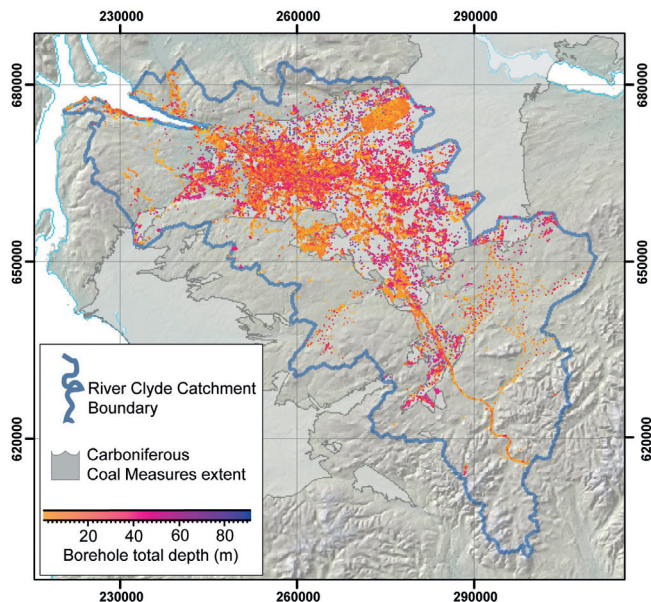 230000 260000 290000
680000 680000
650000 650000
620000 620000
River Clyde Catchment
Boundary
Carboniferous
Coal Measures extent
20 40 60 80
Borehole total depth (m)
230000 260000 290000